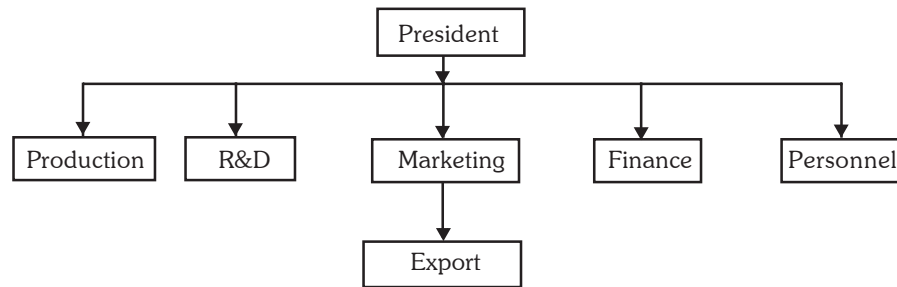 President
Production
R&D
Marketing
Finance
Personnel
Export